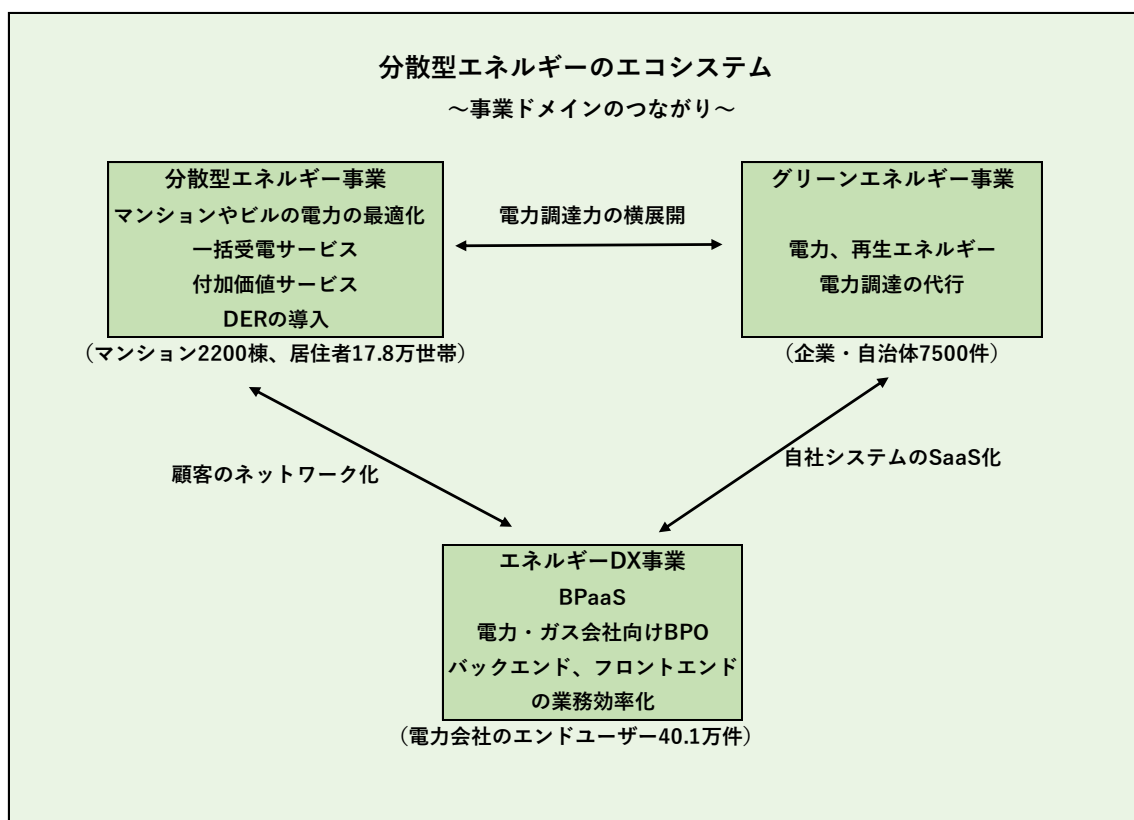 分散型エネルギーのエコシステム
～事業ドメインのつながり～
分散型エネルギー事業
マンションやビルの電力の最適化
一括受電サービス
付加価値サービス
DERの導入
（マンション2200棟、居住者17.8万世帯）
電力調達力の横展開
グリーンエネルギー事業
電力、再生エネルギー
電力調達の代行
（企業・自治体7500件）
顧客のネットワーク化
自社システムのSaaS化
エネルギーDX事業
BPaaS
電力・ガス会社向けBPO
バックエンド、フロントエンド
の業務効率化
（電力会社のエンドユーザー40.1万件）